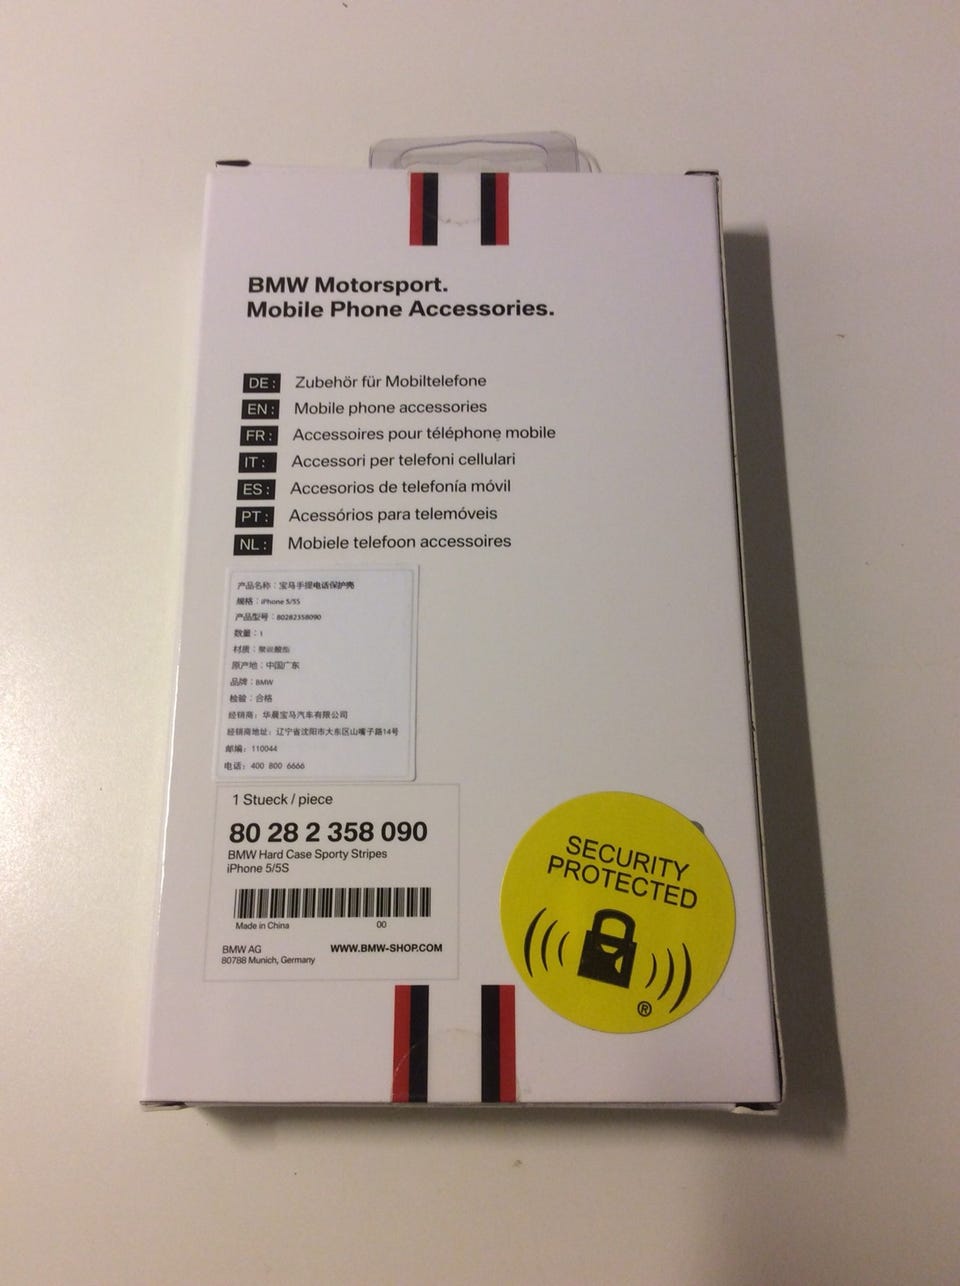 BMW Motorsport.
Mobile Phone Accessories.
DE: Zubehör für Mobiltelefone
EN: Mobile phone accessories
FR: Accessoires pour téléphone mobile
IT: Accessori per telefoni cellulari
ES: Accesorios de telefonía móvil
PT: Acessórios para telemóveis
NL: Mobiele telefoon accessoires
产品名称：宝马手提电话保护壳
规格：iPhone 5/5S
产品型号：80282358090
数量：1
材质：聚碳酸酯
原产地：中国广东
品牌：BMW
检验：合格
经销商：华晨宝马汽车有限公司
经销商地址：辽宁省沈阳市大东区山嘴子路14号
邮编：110044
电话：400 800 6666
1 Stueck / piece
80 28 2 358 090
BMW Hard Case Sporty Stripes
iPhone 5/5S
Made in China 00
BMW AG WWW.BMW-SHOP.COM
80788 Munich, Germany
SECURITY
PROTECTED
®